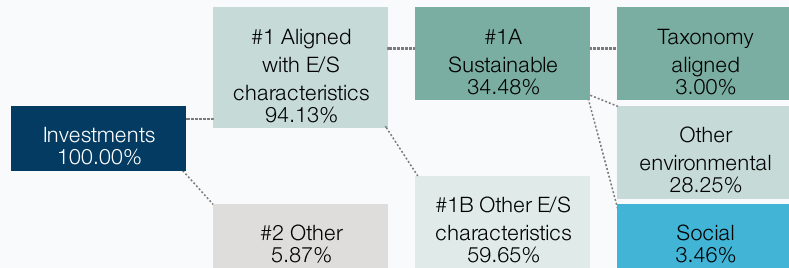 Investments
100.00%
#1 Aligned
with E/S
characteristics
94.13%
#2 Other
5.87%
#1A
Sustainable
34.48%
#1B Other E/S
characteristics
59.65%
Taxonomy
aligned
3.00%
Other
environmental
28.25%
Social
3.46%